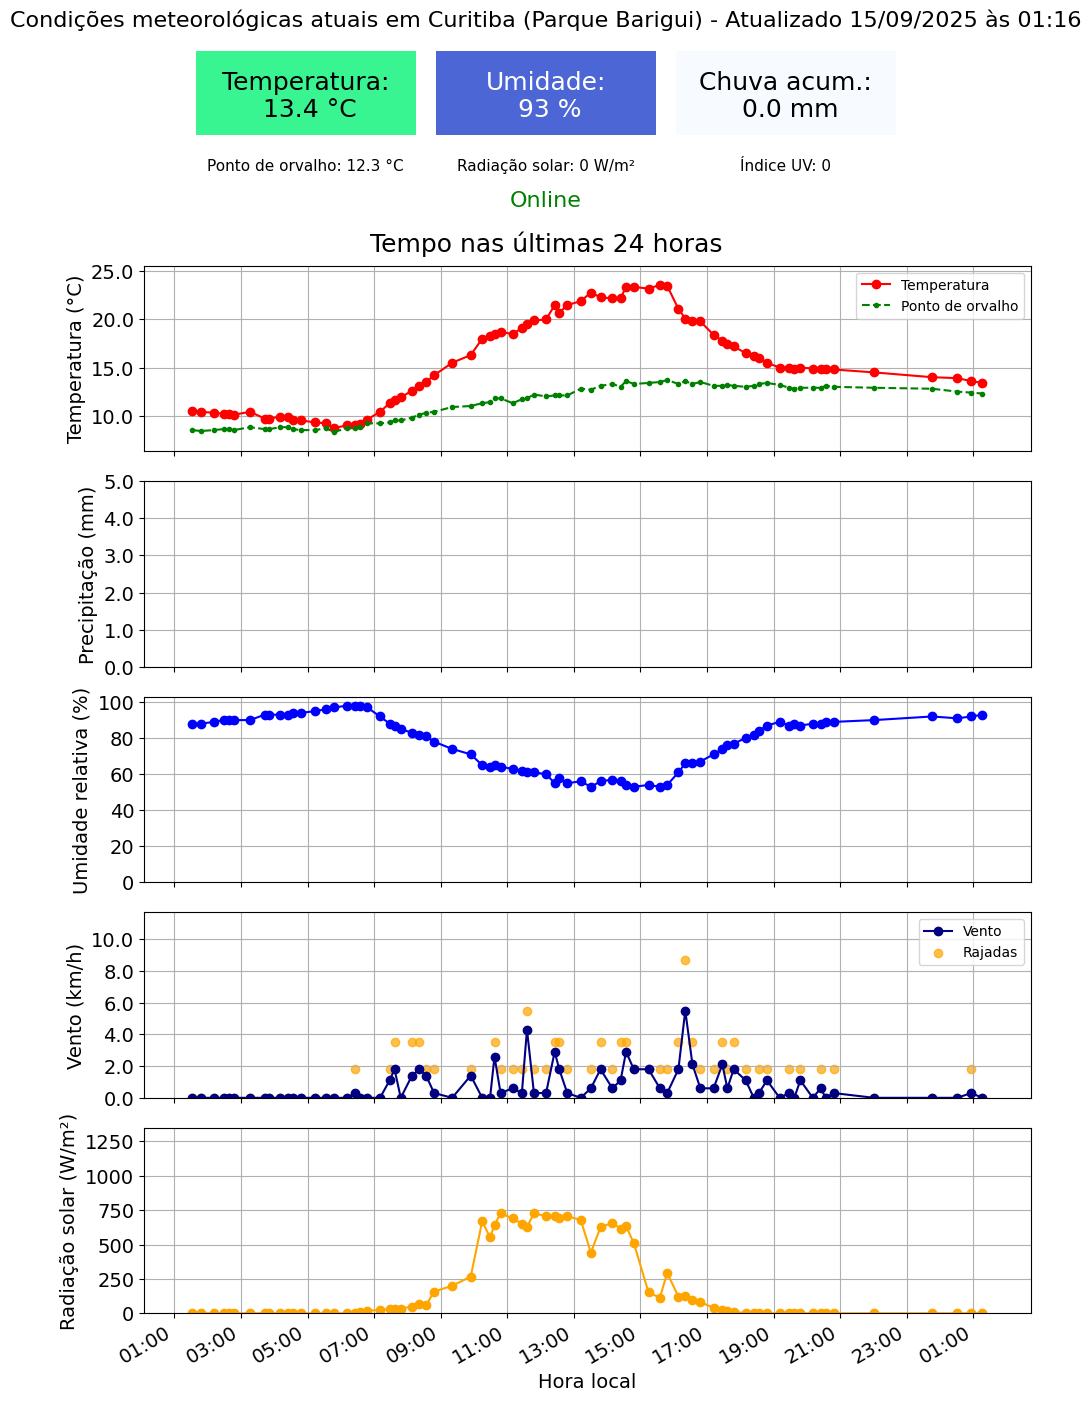 Condições meteorológicas atuais em Curitiba (Parque Barigui) - Atualizado 15/09/2025 às 01:16
Temperatura:
13.4 °C
Umidade:
93 %
Chuva acum.:
0.0 mm
Ponto de orvalho: 12.3 °C
Radiação solar: 0 W/m²
Índice UV: 0
Online
Tempo nas últimas 24 horas
Temperatura (°C)
25.0
20.0
15.0
10.0
Temperatura
Ponto de orvalho
Precipitação (mm)
5.0
4.0
3.0
2.0
1.0
0.0
Umidade relativa (%)
100
80
60
40
20
0
Vento (km/h)
10.0
8.0
6.0
4.0
2.0
0.0
Vento
Rajadas
Radiação solar (W/m²)
1250
1000
750
500
250
0
01:00
03:00
05:00
07:00
09:00
11:00
13:00
15:00
17:00
19:00
21:00
23:00
01:00
Hora local